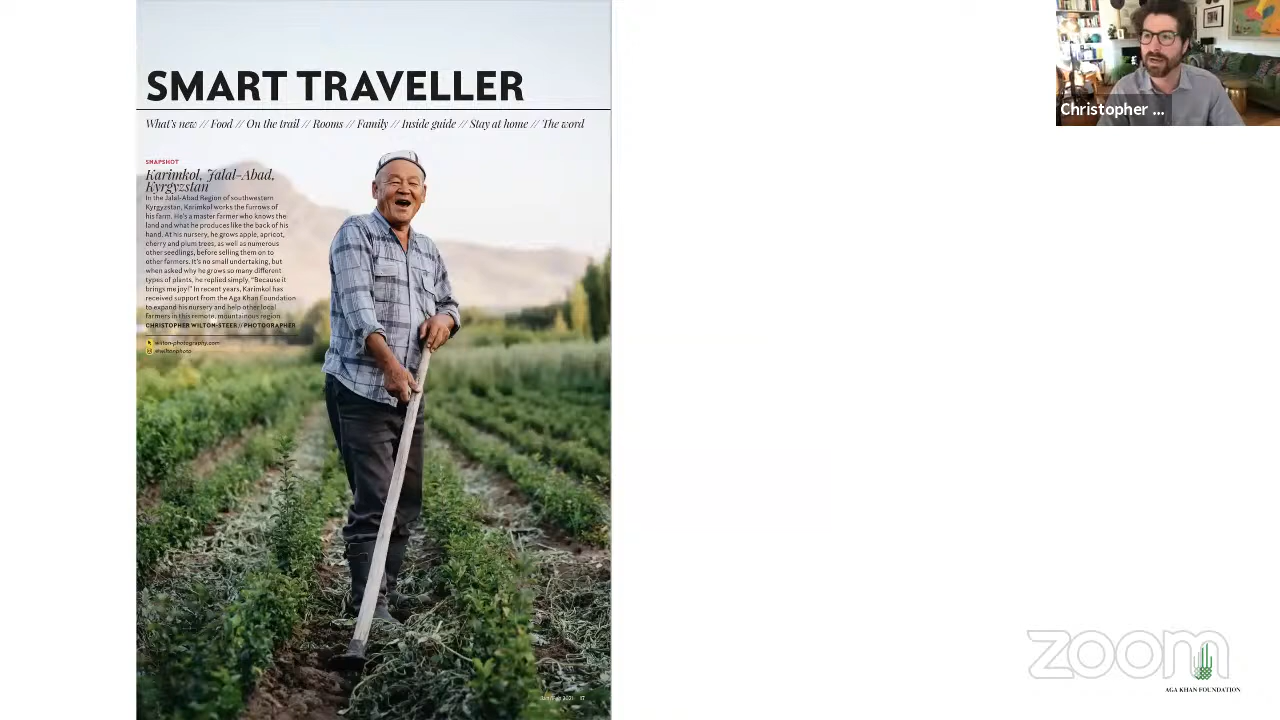 SMART TRAVELLER
What's new // Food // On the trail // Rooms // Family // Inside guide // Stay at home // The word
SNAPSHOT
Karimkol, Jalal-Abad,
Kyrgyzstan
In the Jalal-Abad Region of southwestern
Kyrgyzstan, Karimkol works the furrows of
his farm. He's a master farmer who knows the
land and what he produces like the back of his
hand. At his nursery, he grows apple, apricot,
cherry and plum trees, as well as numerous
other seedlings, before selling them on to
other farmers. It's no small undertaking, but
when asked why he grows so many different
types of plants, he replied simply, "Because it
brings me joy!" In recent years, Karimkol has
received support from the Aga Khan Foundation
to expand his nursery and help other local
farmers in this remote, mountainous region.
CHRISTOPHER WILTON-STEER // PHOTOGRAPHER
wilton-photography.com
@wiltonphoto
2021 17
Christopher ...
zoom
AGA KHAN FOUNDATION